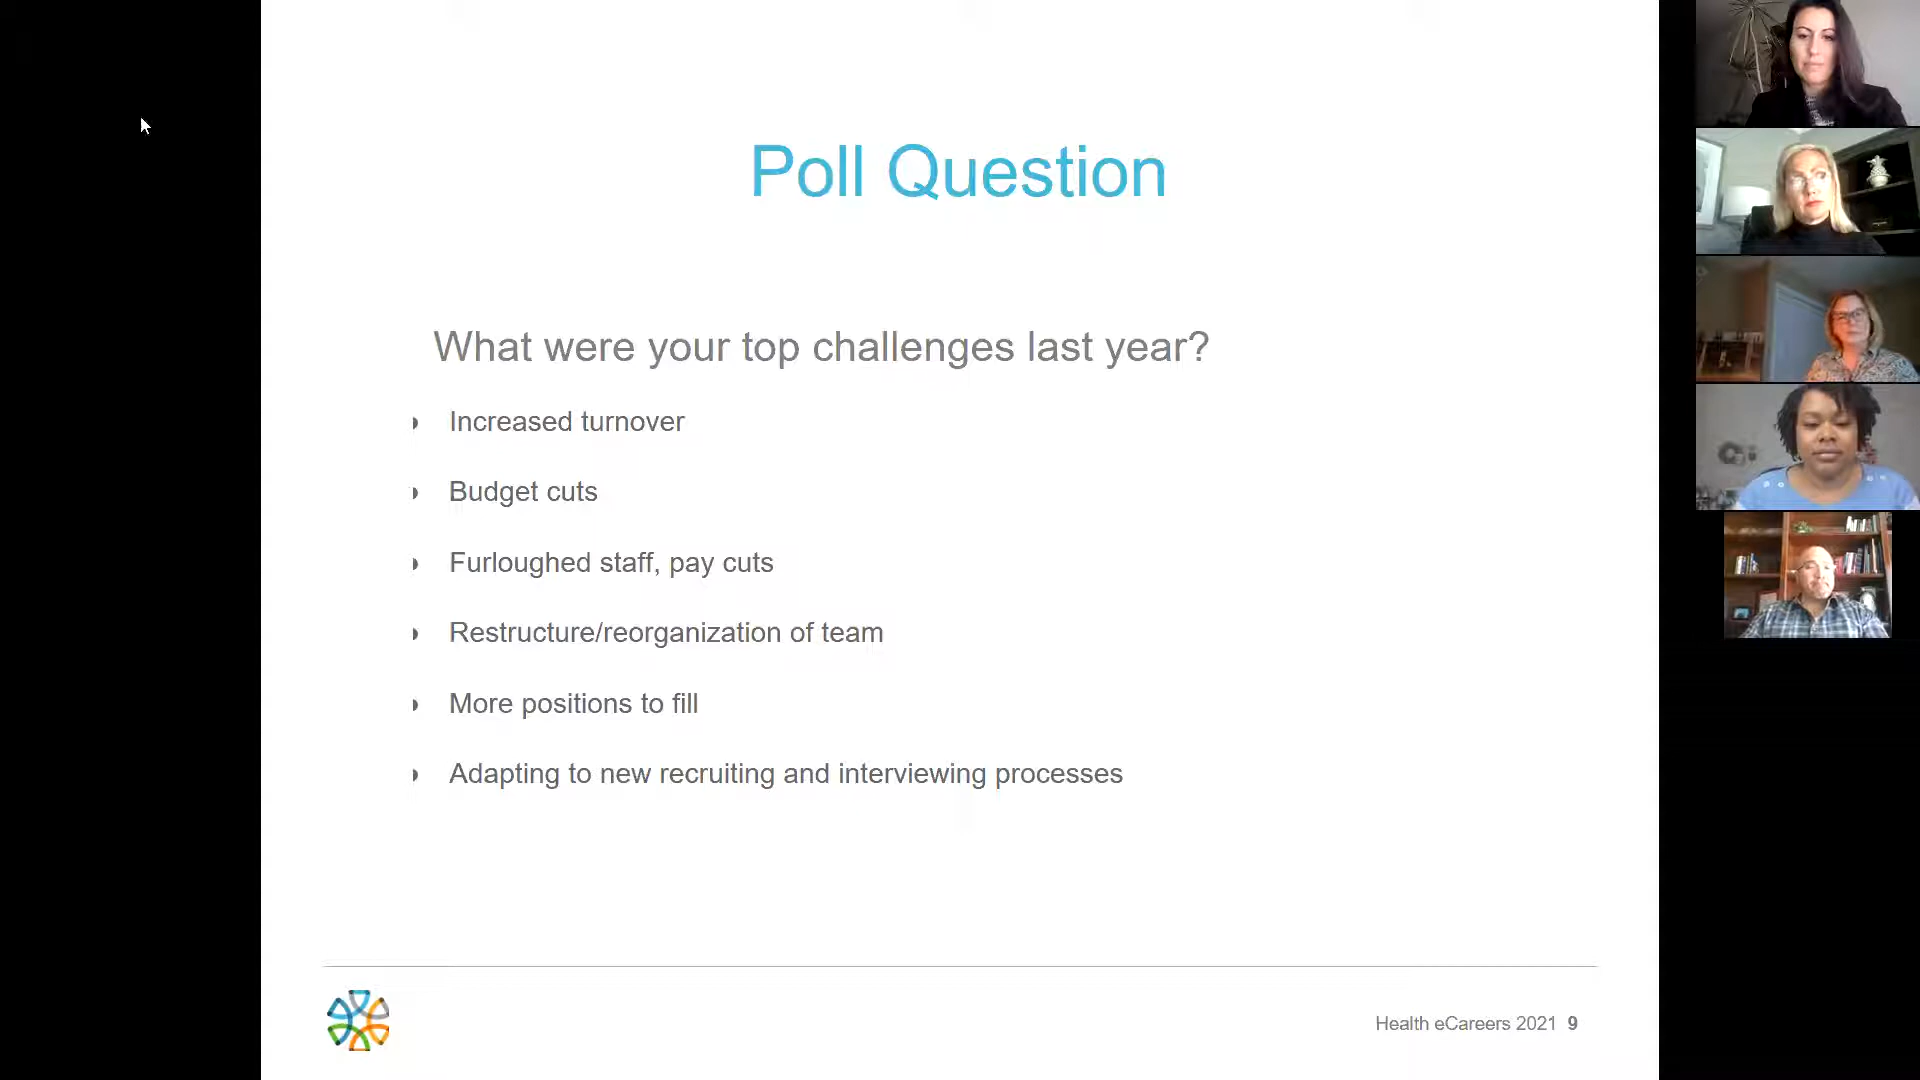 Poll Question
What were your top challenges last year?
Increased turnover
Budget cuts
Furloughed staff, pay cuts
Restructure/reorganization of team
More positions to fill
Adapting to new recruiting and interviewing processes
Health eCareers 2021 9